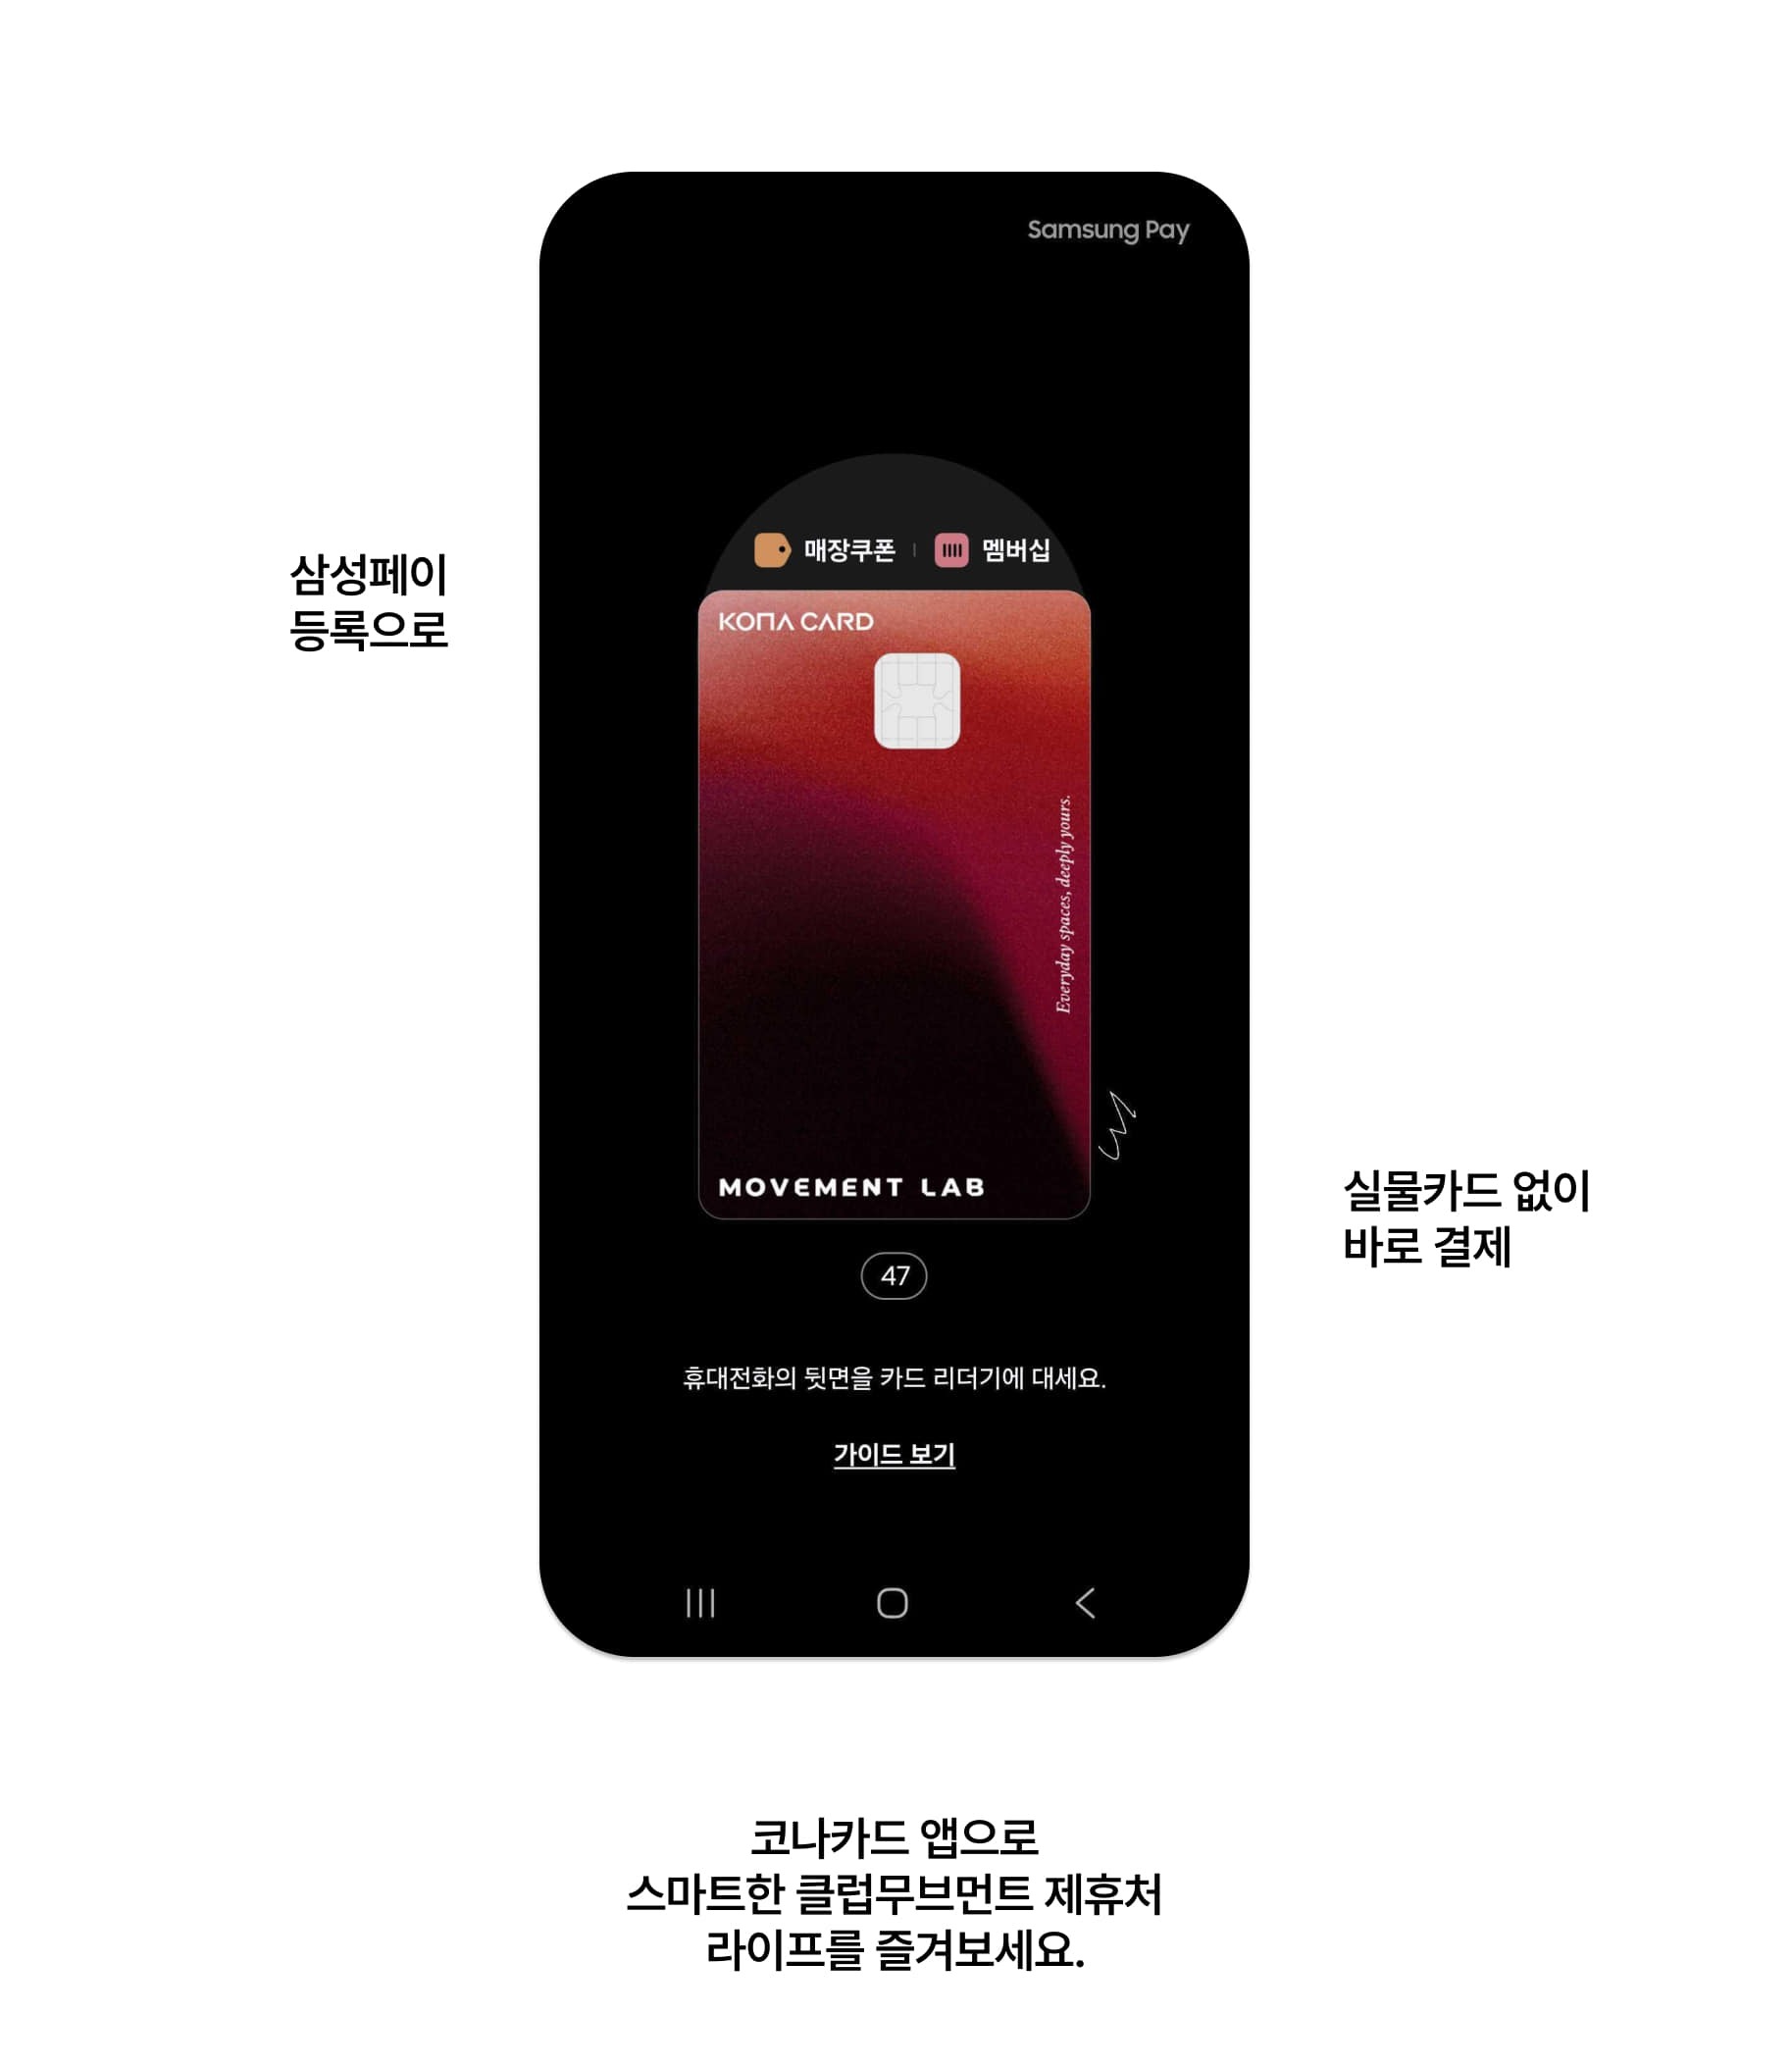 Samsung Pay
삼성페이
등록으로
매장쿠폰 | 멤버십
KONA CARD
Everyday spaces, deeply yours.
MOVEMENT LAB
실물카드 없이
바로 결제
47
휴대전화의 뒷면을 카드 리더기에 대세요.
가이드 보기
코나카드 앱으로
스마트한 클럽무브먼트 제휴처
라이프를 즐겨보세요.